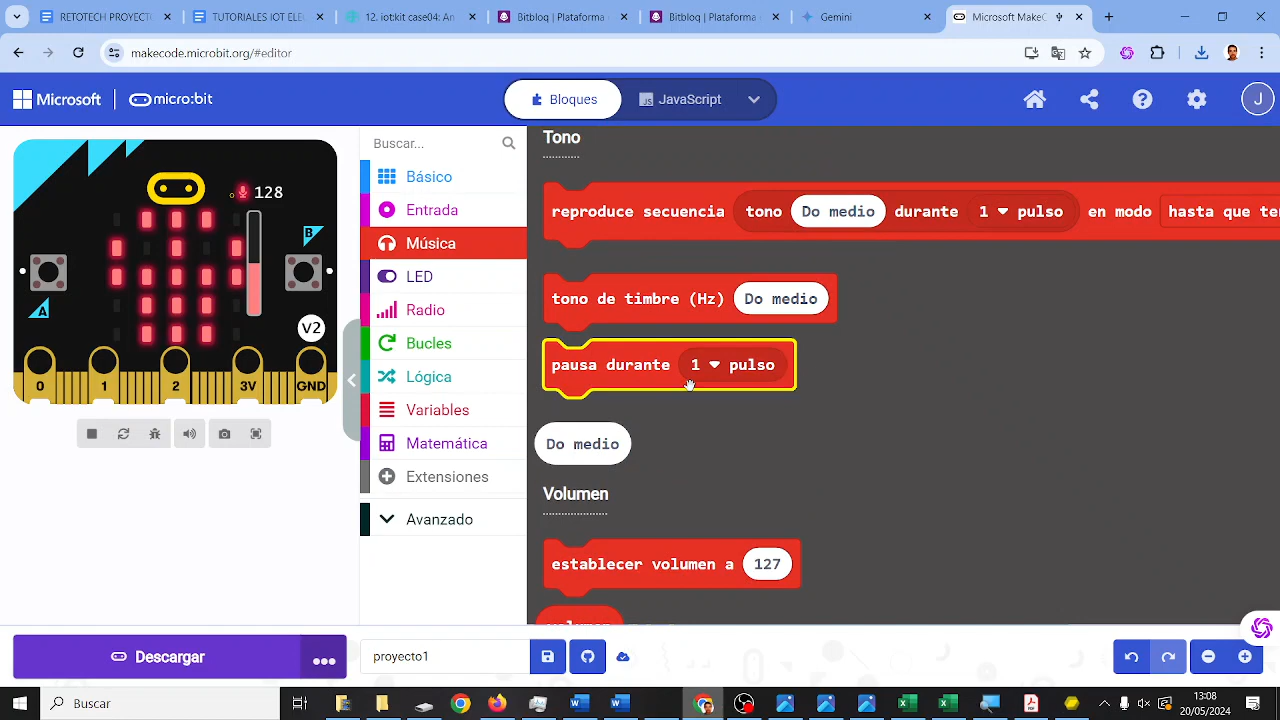 RETOTECH PROYECTC
TUTORIALES IOT ELE
12. iotkit case04: An
Bitbloq | Plataforma
Bitbloq | Plataforma
Gemini
Microsoft MakeC
makecode.microbit.org/#editor
Microsoft
micro:bit
Bloques
JS JavaScript
J
128
B
A
V2
0 1 2 3V GND
Buscar...
Básico
Entrada
Música
LED
Radio
Bucles
Lógica
Variables
Matemática
Extensiones
Avanzado
Tono
reproduce secuencia tono Do medio durante 1 pulso en modo hasta que ter
tono de timbre (Hz) Do medio
pausa durante 1 pulso
Do medio
Volumen
establecer volumen a 127
Descargar
proyecto1
Buscar
13:08
20/05/2024